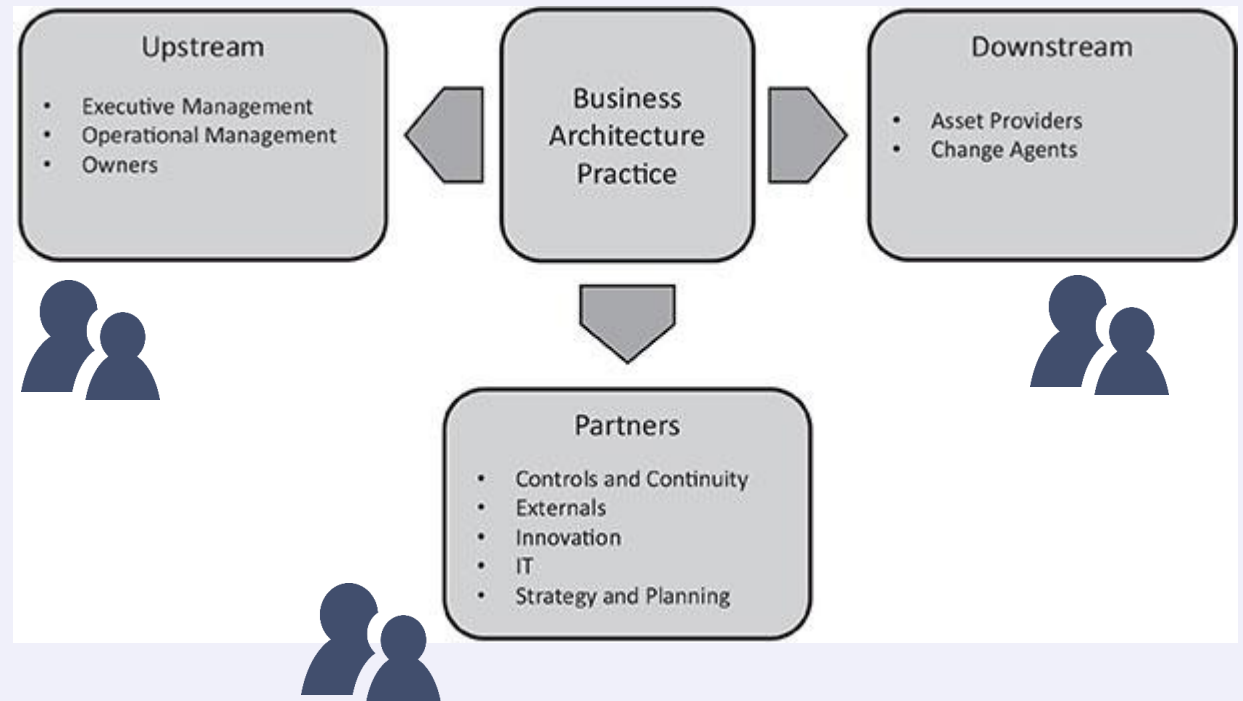 Upstream
• Executive Management
• Operational Management
• Owners
Business
Architecture
Practice
Downstream
• Asset Providers
• Change Agents
Partners
• Controls and Continuity
• Externals
• Innovation
• IT
• Strategy and Planning